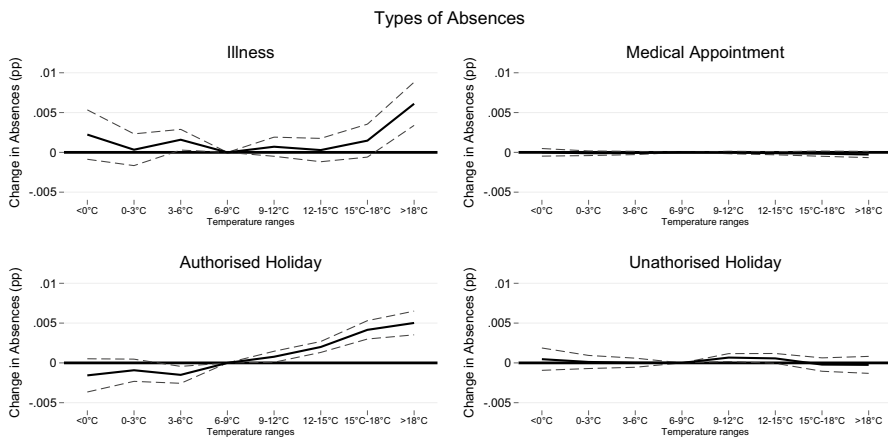 Types of Absences
Illness
Change in Absences (pp)
.01
.005
0
-.005
<0°C 0-3°C 3-6°C 6-9°C 9-12°C 12-15°C 15°C-18°C >18°C
Temperature ranges
Medical Appointment
Change in Absences (pp)
.01
.005
0
-.005
<0°C 0-3°C 3-6°C 6-9°C 9-12°C 12-15°C 15°C-18°C >18°C
Temperature ranges
Authorised Holiday
Change in Absences (pp)
.01
.005
0
-.005
<0°C 0-3°C 3-6°C 6-9°C 9-12°C 12-15°C 15°C-18°C >18°C
Temperature ranges
Unathorised Holiday
Change in Absences (pp)
.01
.005
0
-.005
<0°C 0-3°C 3-6°C 6-9°C 9-12°C 12-15°C 15°C-18°C >18°C
Temperature ranges